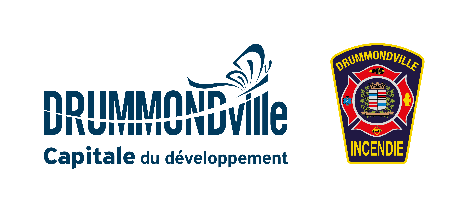 DRUMMONDville
Capitale du développement
DRUMMONDVILLE
INCENDIE